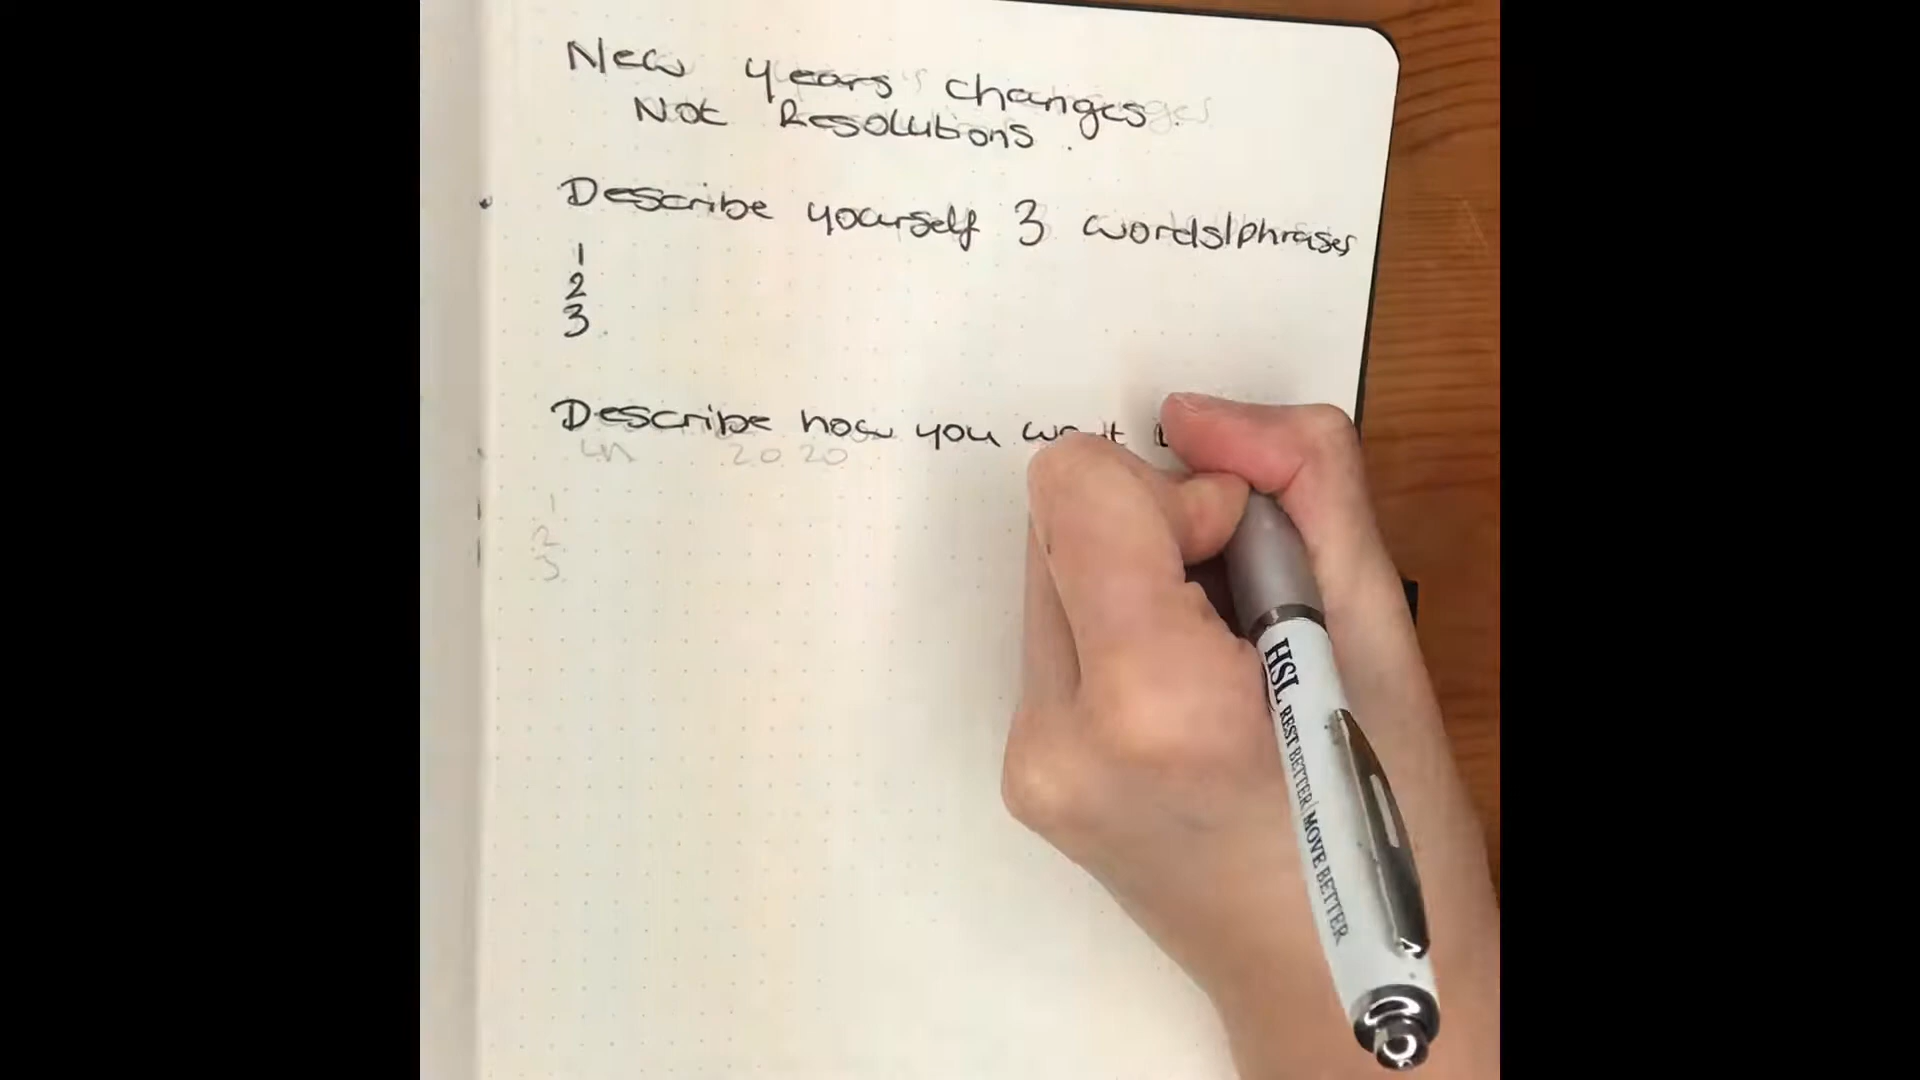 New years changes.
Not Resolutions.
Describe yourself 3 words/phrases
1
2
3
Describe how you want
in 2020
1
2
3
HSL REST BETTER | MOVE BETTER